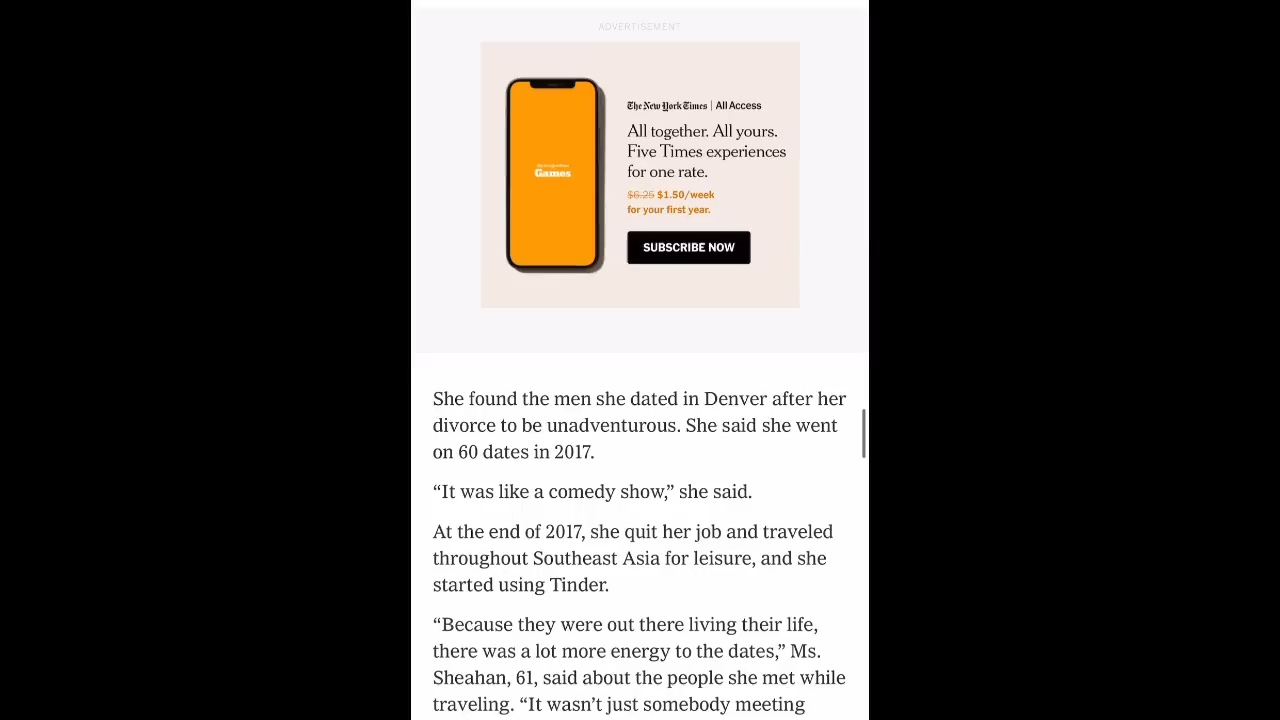 ADVERTISEMENT
The New York Times | All Access
All together. All yours.
Five Times experiences
for one rate.
$6.25 $1.50/week
for your first year.
SUBSCRIBE NOW
Games
She found the men she dated in Denver after her
divorce to be unadventurous. She said she went
on 60 dates in 2017.
“It was like a comedy show,” she said.
At the end of 2017, she quit her job and traveled
throughout Southeast Asia for leisure, and she
started using Tinder.
“Because they were out there living their life,
there was a lot more energy to the dates,” Ms.
Sheahan, 61, said about the people she met while
traveling. “It wasn’t just somebody meeting